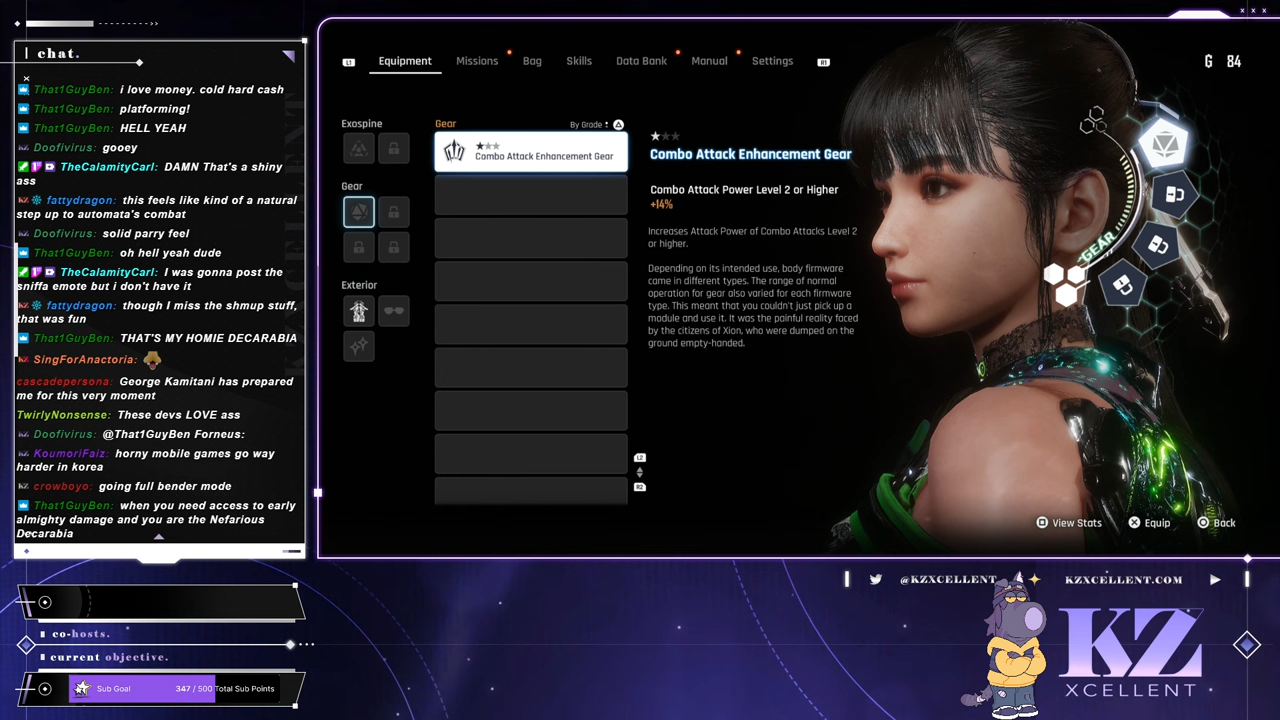 chat.
That1GuyBen: i love money. cold hard cash
That1GuyBen: platforming!
That1GuyBen: HELL YEAH
Doofivirus: gooey
TheCalamityCarl: DAMN That's a shiny
ass
fattydragon: this feels like kind of a natural
step up to automata's combat
Doofivirus: solid parry feel
That1GuyBen: oh hell yeah dude
TheCalamityCarl: I was gonna post the
sniffa emote but i don't have it
fattydragon: though I miss the shmup stuff,
that was fun
That1GuyBen: THAT'S MY HOMIE DECARABIA
SingForAnactoria:
cascadepersona: George Kamitani has prepared
me for this very moment
TwirlyNonsense: These devs LOVE ass
Doofivirus: @That1GuyBen Forneus:
KoumoriFaiz: horny mobile games go way
harder in korea
crowboyo: going full bender mode
That1GuyBen: when you need access to early
almighty damage and you are the Nefarious
Decarabia
co-hosts.
current objective.
Sub Goal 347 / 500 Total Sub Points
L1 Equipment Missions Bag Skills Data Bank Manual Settings R1
G 84
Exospine
Gear
Exterior
Gear By Grade
Combo Attack Enhancement Gear
L2
R2
Combo Attack Enhancement Gear
Combo Attack Power Level 2 or Higher
+14%
Increases Attack Power of Combo Attacks Level 2
or higher.
Depending on its intended use, body firmware
came in different types. The range of normal
operation for gear also varied for each firmware
type. This meant that you couldn't just pick up a
module and use it. It was the painful reality faced
by the citizens of Xion, who were dumped on the
ground empty-handed.
GEAR
View Stats Equip Back
@KZXCELLENT KZXCELLENT.COM
KZ
XCELLENT